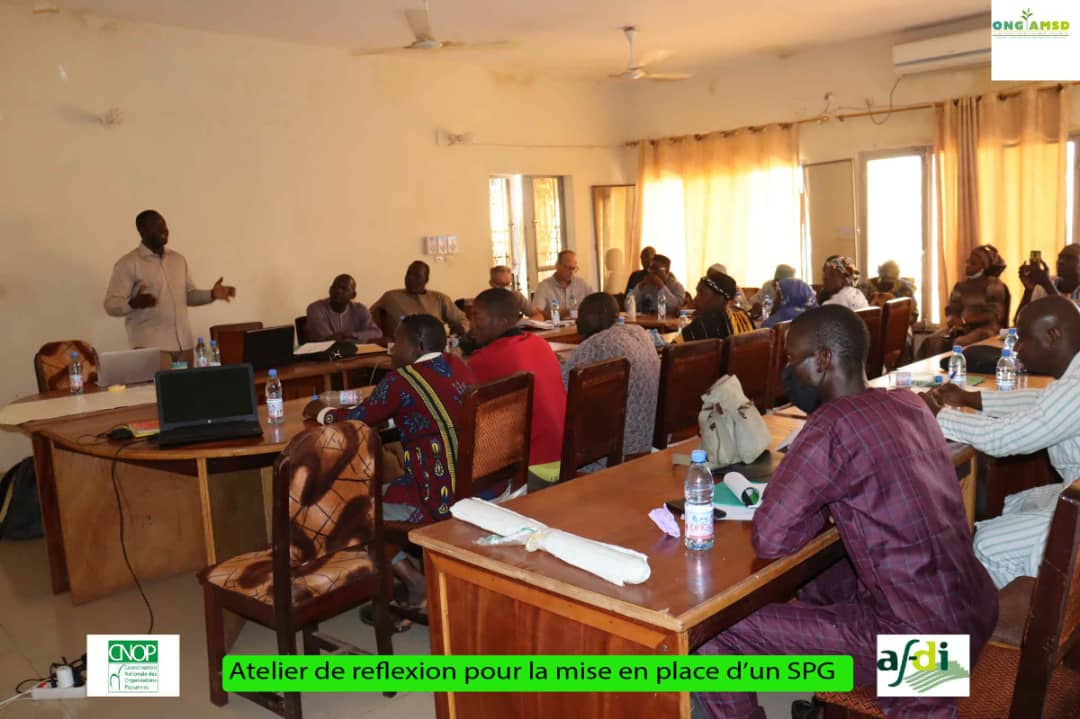 ONG AMSD
CNOP
Coordination
Nationale des
Organisations
Paysannes
Atelier de reflexion pour la mise en place d’un SPG
afdi